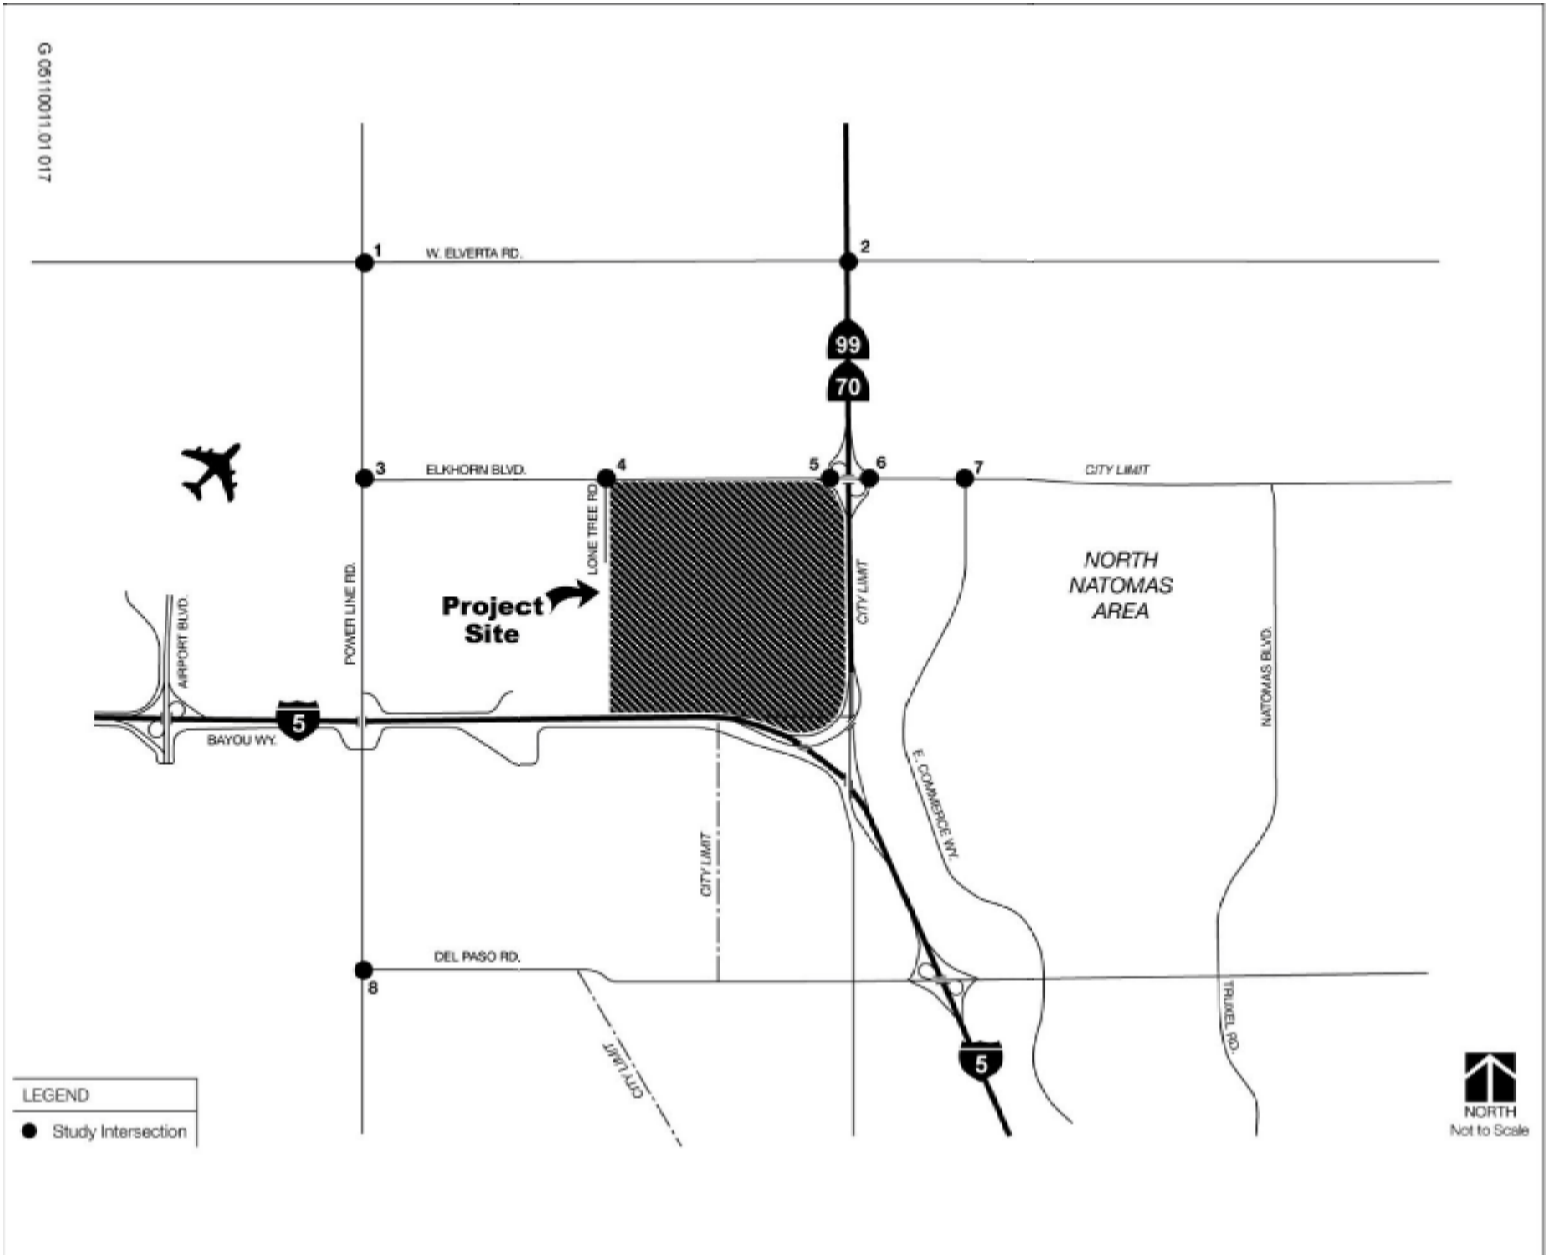 G 05110011.01 017
1
W. ELVERTA RD.
2
99
70
3
ELKHORN BLVD.
4
5
6
7
CITY LIMIT
LONE TREE RD
NORTH
NATOMAS
AREA
CITY LIMIT
POWER LINE RD.
Project
Site
AIRPORT BLVD.
NATOMAS BLVD.
5
BAYOU WY.
E. COMMERCE WY.
CITY LIMIT
DEL PASO RD.
8
TRUXEL RD.
CITY LIMIT
5
LEGEND
Study Intersection
NORTH
Not to Scale